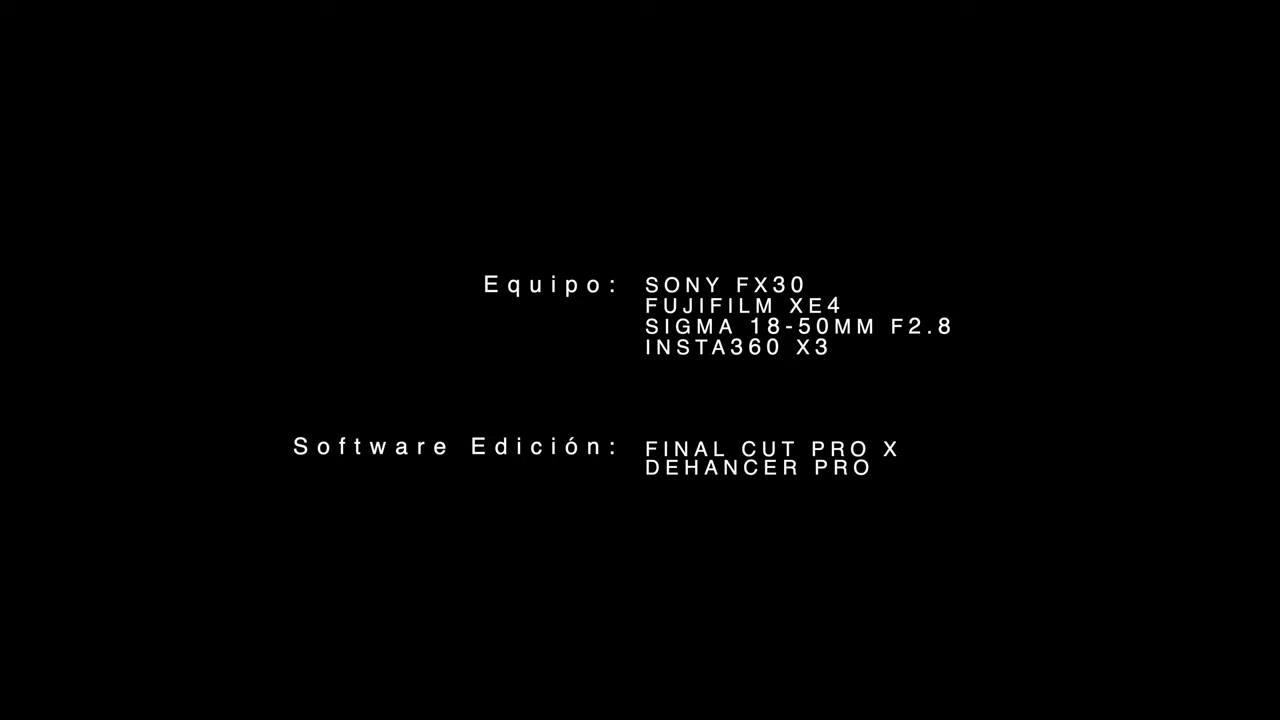 Equipo: SONY FX30
FUJIFILM XE4
SIGMA 18-50MM F2.8
INSTA360 X3
Software Edición: FINAL CUT PRO X
DEHANCER PRO